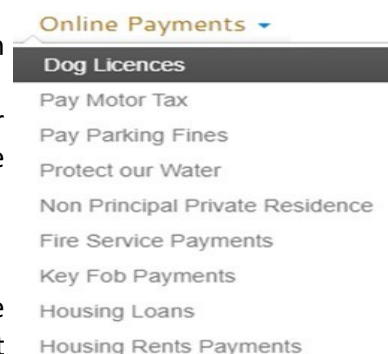 Online Payments
Dog Licences
Pay Motor Tax
Pay Parking Fines
Protect our Water
Non Principal Private Residence
Fire Service Payments
Key Fob Payments
Housing Loans
Housing Rents Payments